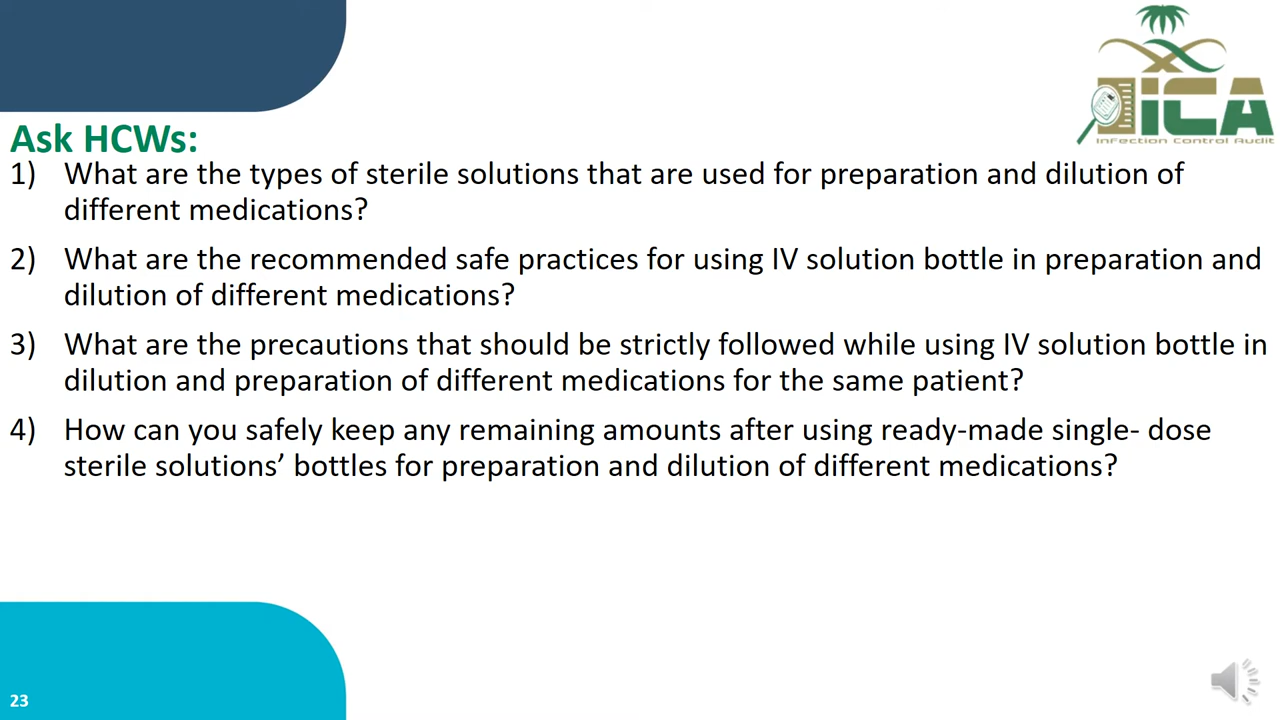 iCA
Infection Control Audit
Ask HCWs:
1) What are the types of sterile solutions that are used for preparation and dilution of
different medications?
2) What are the recommended safe practices for using IV solution bottle in preparation and
dilution of different medications?
3) What are the precautions that should be strictly followed while using IV solution bottle in
dilution and preparation of different medications for the same patient?
4) How can you safely keep any remaining amounts after using ready-made single- dose
sterile solutions’ bottles for preparation and dilution of different medications?
23